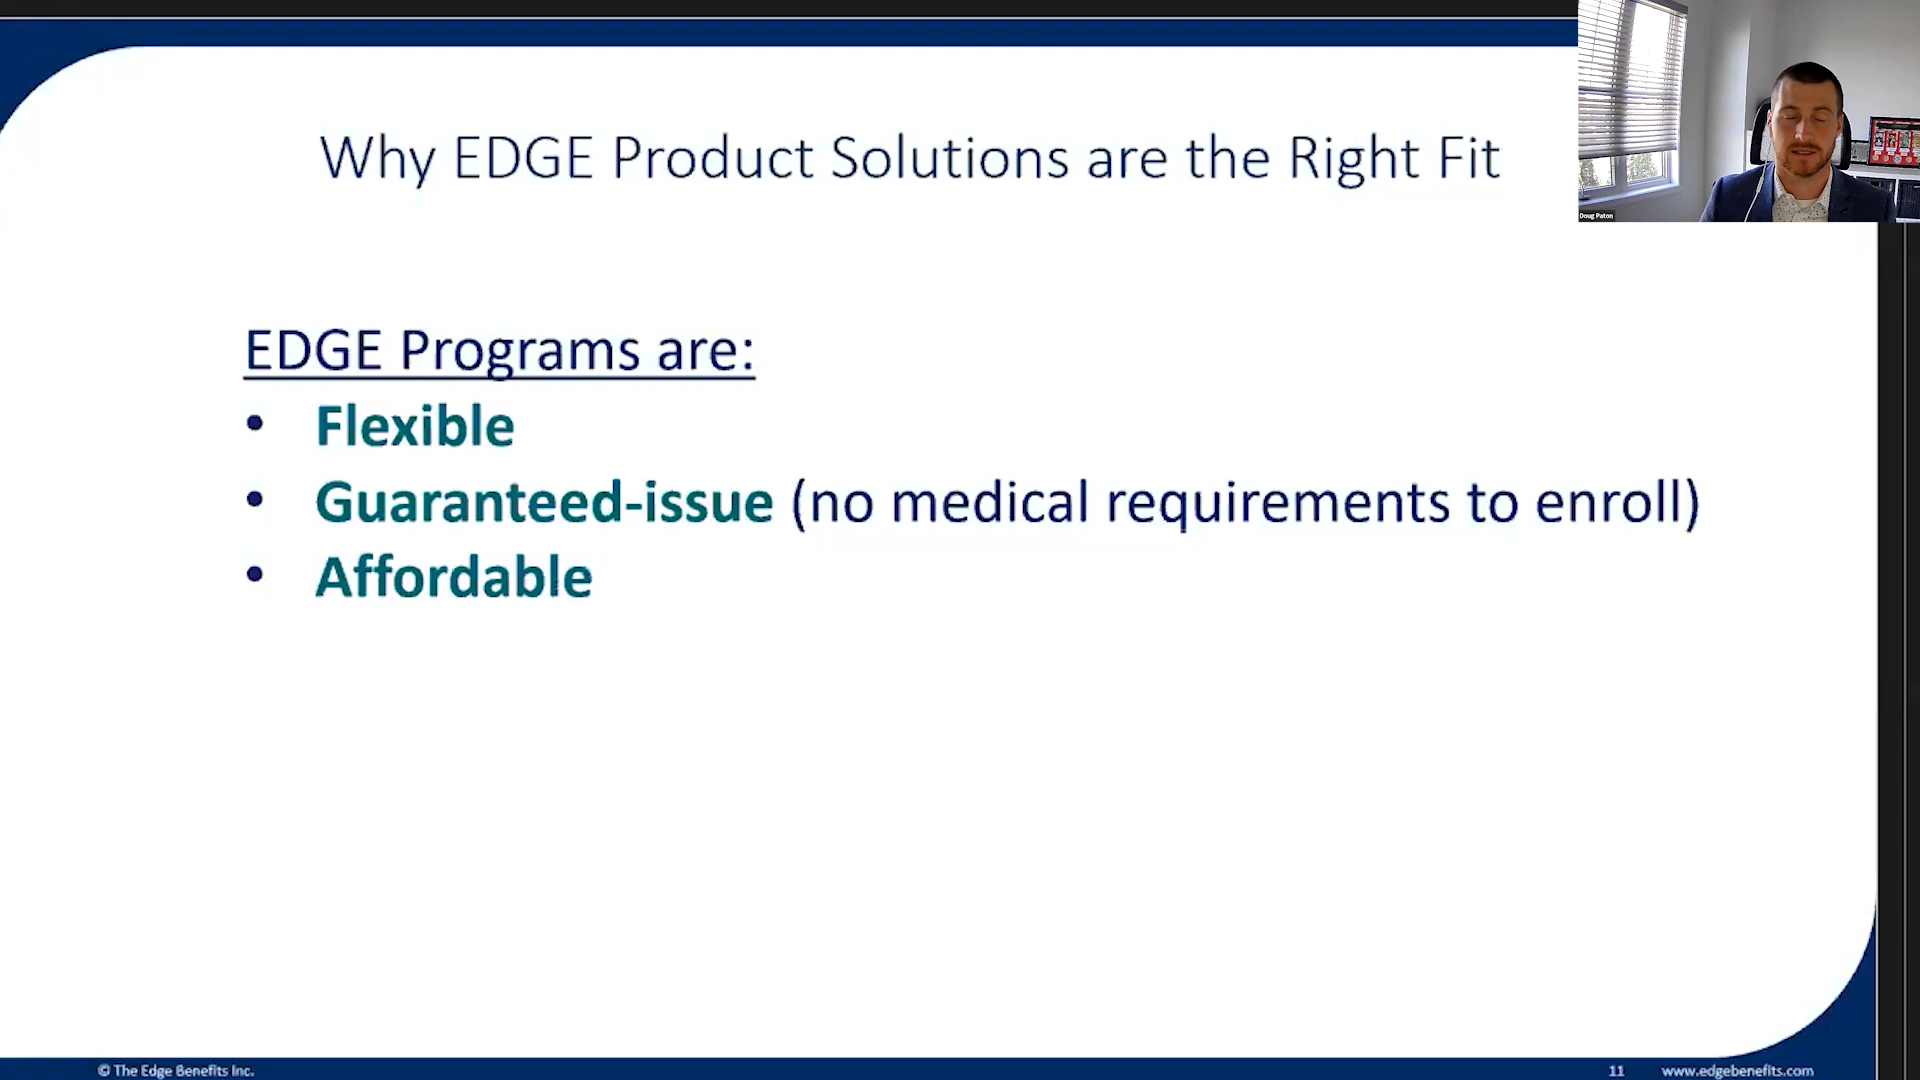 Why EDGE Product Solutions are the Right Fit
Doug Paton
EDGE Programs are:
• Flexible
• Guaranteed-issue (no medical requirements to enroll)
• Affordable
© The Edge Benefits Inc.
11
www.edgebenefits.com